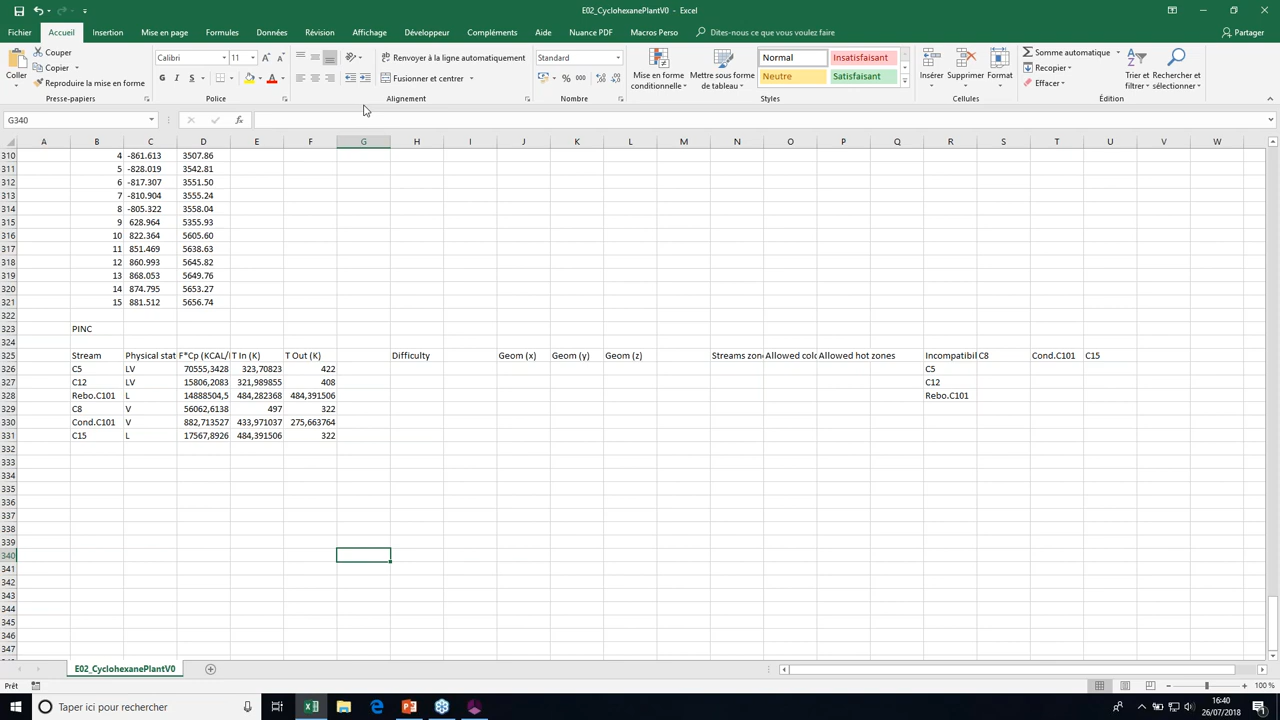 E02_CyclohexanePlantV0 - Excel
Fichier Accueil Insertion Mise en page Formules Données Révision Affichage Développeur Compléments Aide Nuance PDF Macros Perso Dites-nous ce que vous voulez faire Partager
Coller
Couper
Copier
Reproduire la mise en forme
Presse-papiers
Calibri 11
G I S
Police
Renvoyer à la ligne automatiquement
Fusionner et centrer
Alignement
Standard
% 000
Nombre
Mise en forme conditionnelle
Mettre sous forme de tableau
Normal Insatisfaisant
Neutre Satisfaisant
Styles
Insérer Supprimer Format
Cellules
Somme automatique
Recopier
Effacer
Trier et filtrer
Rechercher et sélectionner
Édition
G340 fx
A B C D E F G H I J K L M N O P Q R S T U V W
310 4 -861.613 3507.86
311 5 -828.019 3542.81
312 6 -817.307 3551.50
313 7 -810.904 3555.24
314 8 -805.322 3558.04
315 9 628.964 5355.93
316 10 822.364 5605.60
317 11 851.469 5638.63
318 12 860.993 5645.82
319 13 868.053 5649.76
320 14 874.795 5653.27
321 15 881.512 5656.74
322
323 PINC
324
325 Stream Physical stat F*Cp (KCAL/ T In (K) T Out (K) Difficulty Geom (x) Geom (y) Geom (z) Streams zon Allowed colc Allowed hot zones Incompatibil C8 Cond.C101 C15
326 C5 LV 70555,3428 323,70823 422 C5
327 C12 LV 15806,2083 321,989855 408 C12
328 Rebo.C101 L 14888504,5 484,282368 484,391506 Rebo.C101
329 C8 V 56062,6138 497 322
330 Cond.C101 V 882,713527 433,971037 275,663764
331 C15 L 17567,8926 484,391506 322
332
333
334
335
336
337
338
339
340
341
342
343
344
345
346
347
E02_CyclohexanePlantV0
Prêt 100 %
Taper ici pour rechercher
16:40
26/07/2018